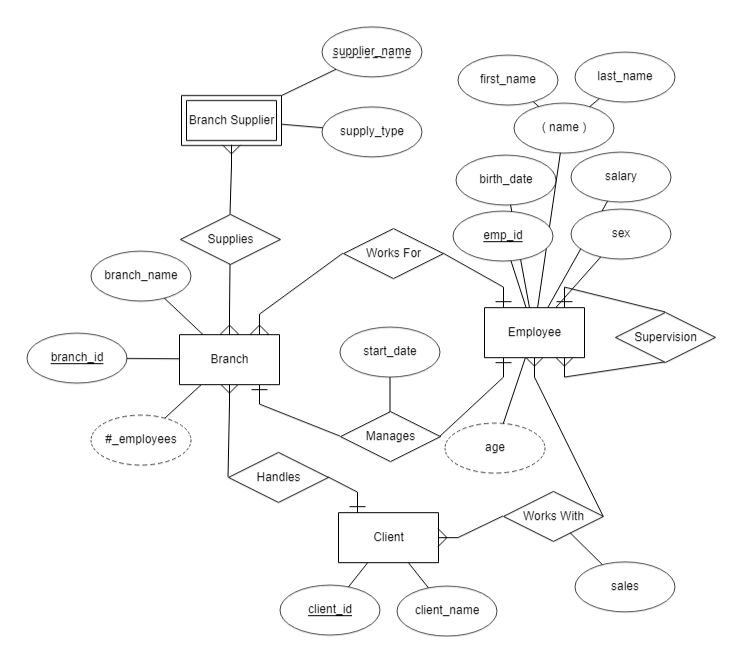 supplier_name
first_name
last_name
Branch Supplier
supply_type
( name )
birth_date
salary
emp_id
sex
Supplies
Works For
branch_name
Branch
branch_id
start_date
Employee
Supervision
#_employees
Manages
age
Handles
Client
Works With
sales
client_id
client_name